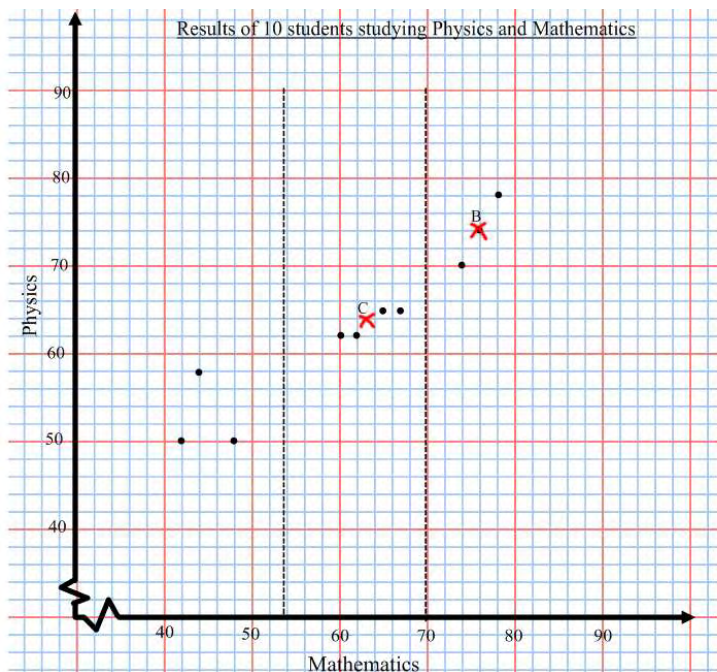 Results of 10 students studying Physics and Mathematics
90
80
B
70
C
Physics
60
50
40
40 50 60 70 80 90
Mathematics